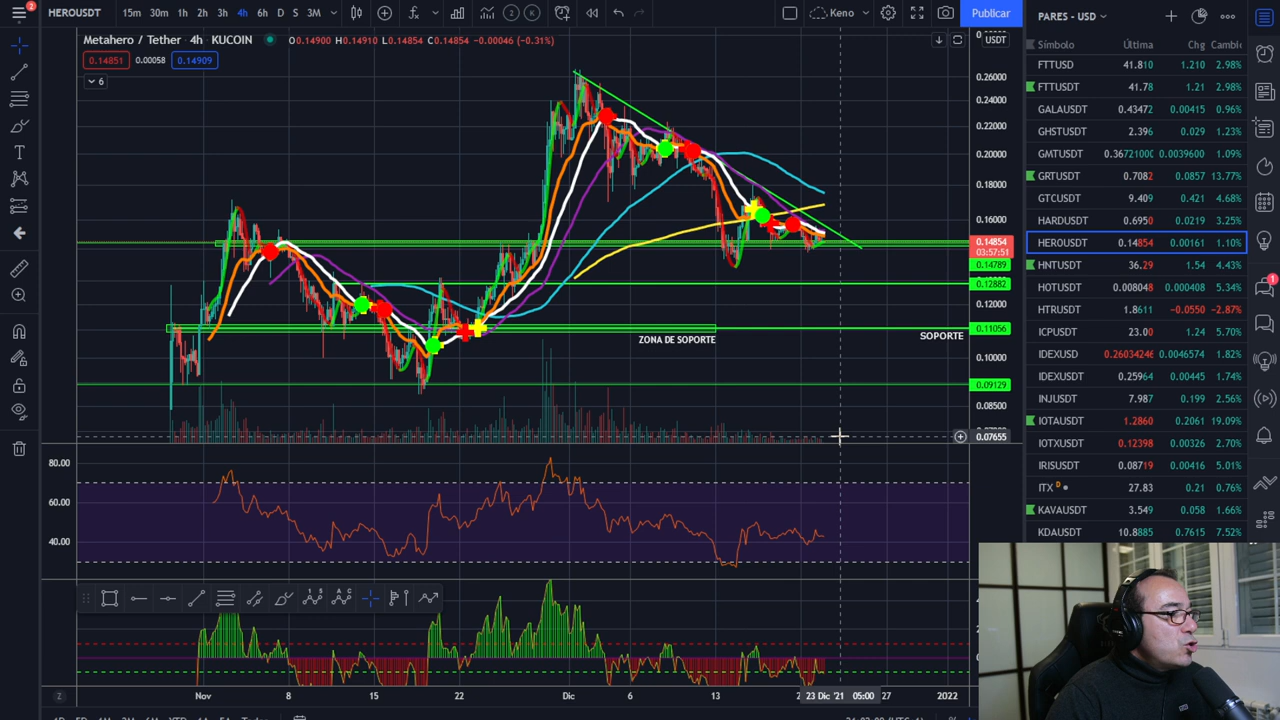 2
HEROUSDT 15m 30m 1h 2h 3h 4h 6h D S 3M 2 K Keno Publicar
Metahero / Tether · 4h · KUCOIN O0.14900 H0.14910 L0.14854 C0.14854 −0.00046 (−0.31%)
USDT
0.14851 0.00058 0.14909
6
0.26000
0.24000
0.22000
0.20000
0.18000
0.16000
0.14854
03:57:51
0.14789
0.12882
0.12000
0.11056
ZONA DE SOPORTE
SOPORTE
0.10000
0.09129
0.08500
0.07655
80.00
60.00
40.00
Nov 8 15 22 Dic 6 13 23 Dic '21 05:00 27 2022
PARES - USD
Símbolo Última Chg Cambio
FTTUSD 41.810 1.210 2.98%
FTTUSDT 41.78 1.21 2.98%
GALAUSDT 0.43472 0.00415 0.96%
GHSTUSDT 2.396 0.029 1.23%
GMTUSDT 0.36721000 0.0039600 1.09%
GRTUSDT 0.7082 0.0857 13.77%
GTCUSDT 9.409 0.421 4.68%
HARDUSDT 0.6950 0.0219 3.25%
HEROUSDT 0.14854 0.00161 1.10%
HNTUSDT 36.29 1.54 4.43%
HOTUSDT 0.008048 0.000408 5.34%
HTRUSDT 1.8611 −0.0550 −2.87%
ICPUSDT 23.00 1.24 5.70%
IDEXUSD 0.26034246 0.0046574 1.82%
IDEXUSDT 0.25964 0.00445 1.74%
INJUSDT 7.987 0.199 2.56%
IOTAUSDT 1.2860 0.2061 19.09%
IOTXUSDT 0.12398 0.00326 2.70%
IRISUSDT 0.08719 0.00416 5.01%
ITX D 27.83 0.21 0.76%
KAVAUSDT 3.549 0.058 1.66%
KDAUSDT 10.8885 0.7615 7.52%
1